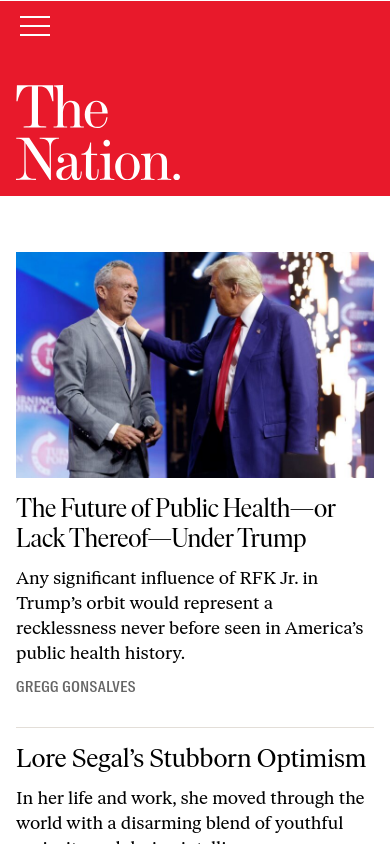 The
Nation.
The Future of Public Health—or
Lack Thereof—Under Trump
Any significant influence of RFK Jr. in
Trump’s orbit would represent a
recklessness never before seen in America’s
public health history.
GREGG GONSALVES
Lore Segal’s Stubborn Optimism
In her life and work, she moved through the
world with a disarming blend of youthful